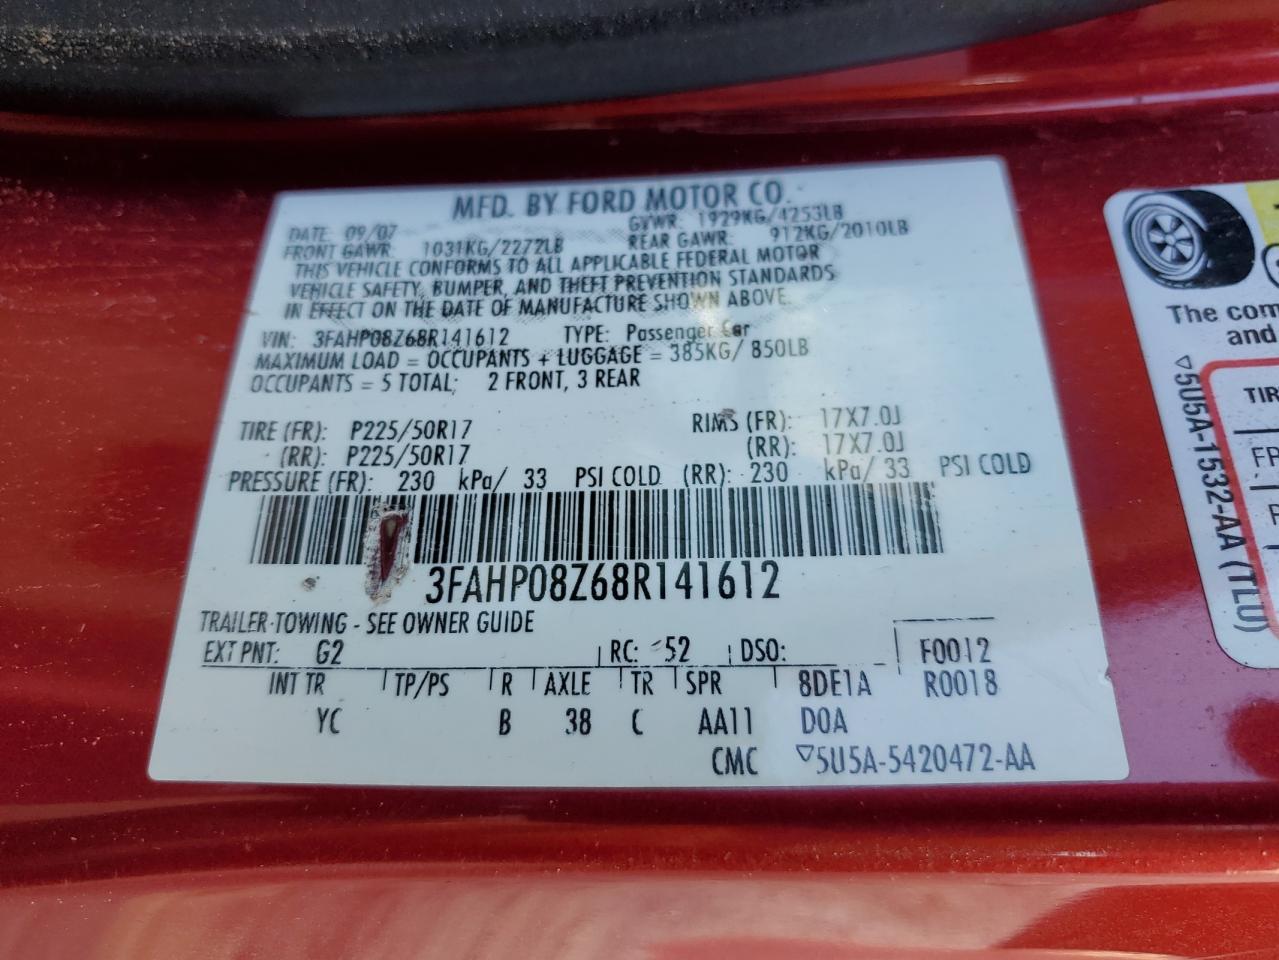 MFD. BY FORD MOTOR CO.
DATE: 09/07 GVWR: 1929KG/4253LB
FRONT GAWR: 1031KG/2272LB REAR GAWR: 912KG/2010LB
THIS VEHICLE CONFORMS TO ALL APPLICABLE FEDERAL MOTOR
VEHICLE SAFETY, BUMPER, AND THEFT PREVENTION STANDARDS
IN EFFECT ON THE DATE OF MANUFACTURE SHOWN ABOVE.
VIN: 3FAHP08Z68R141612 TYPE: Passenger Car
MAXIMUM LOAD = OCCUPANTS + LUGGAGE = 385KG/ 850LB
OCCUPANTS = 5 TOTAL; 2 FRONT, 3 REAR
TIRE (FR): P225/50R17 RIMS (FR): 17X7.0J
(RR): P225/50R17 (RR): 17X7.0J
PRESSURE (FR): 230 kPa/ 33 PSI COLD (RR): 230 kPa/ 33 PSI COLD
3FAHP08Z68R141612
TRAILER TOWING - SEE OWNER GUIDE
EXT PNT: G2 RC: 52 DSO: F0012
INT TR TP/PS R AXLE TR SPR 8DE1A R0018
YC B 38 C AA11 D0A
CMC ▽5U5A-5420472-AA
The com
and
▽5U5A-1532-AA (TLU)
TIR